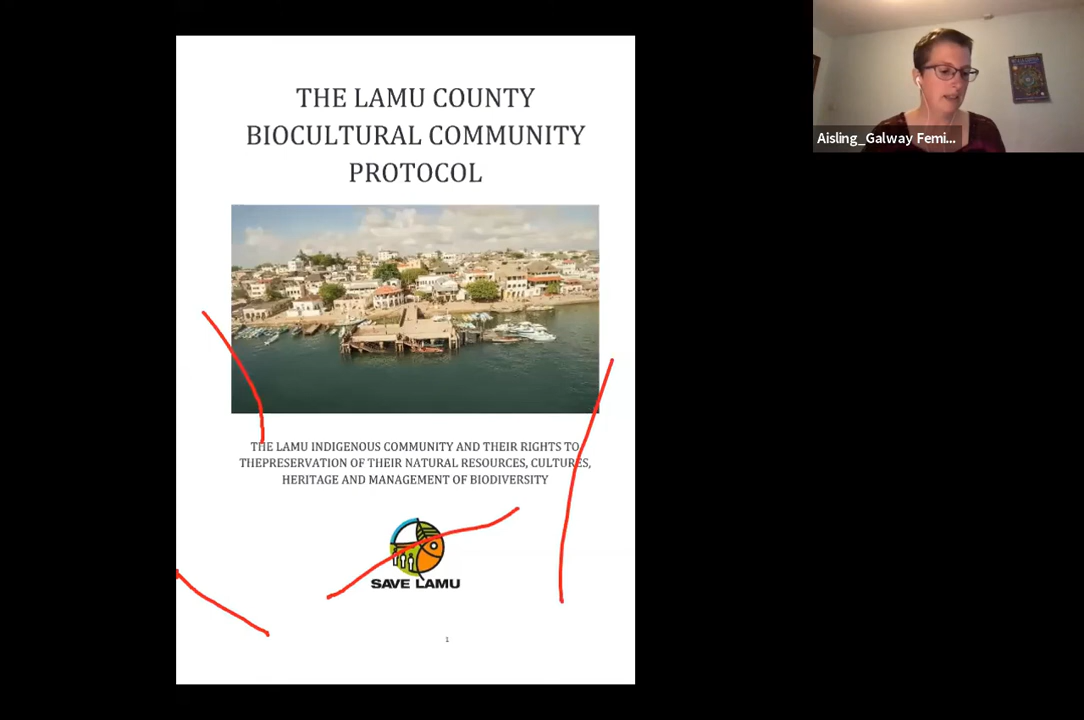 THE LAMU COUNTY
BIOCULTURAL COMMUNITY
PROTOCOL
THE LAMU INDIGENOUS COMMUNITY AND THEIR RIGHTS TO
THEPRESERVATION OF THEIR NATURAL RESOURCES, CULTURES,
HERITAGE AND MANAGEMENT OF BIODIVERSITY
SAVE LAMU
1
Aisling_Galway Femi...